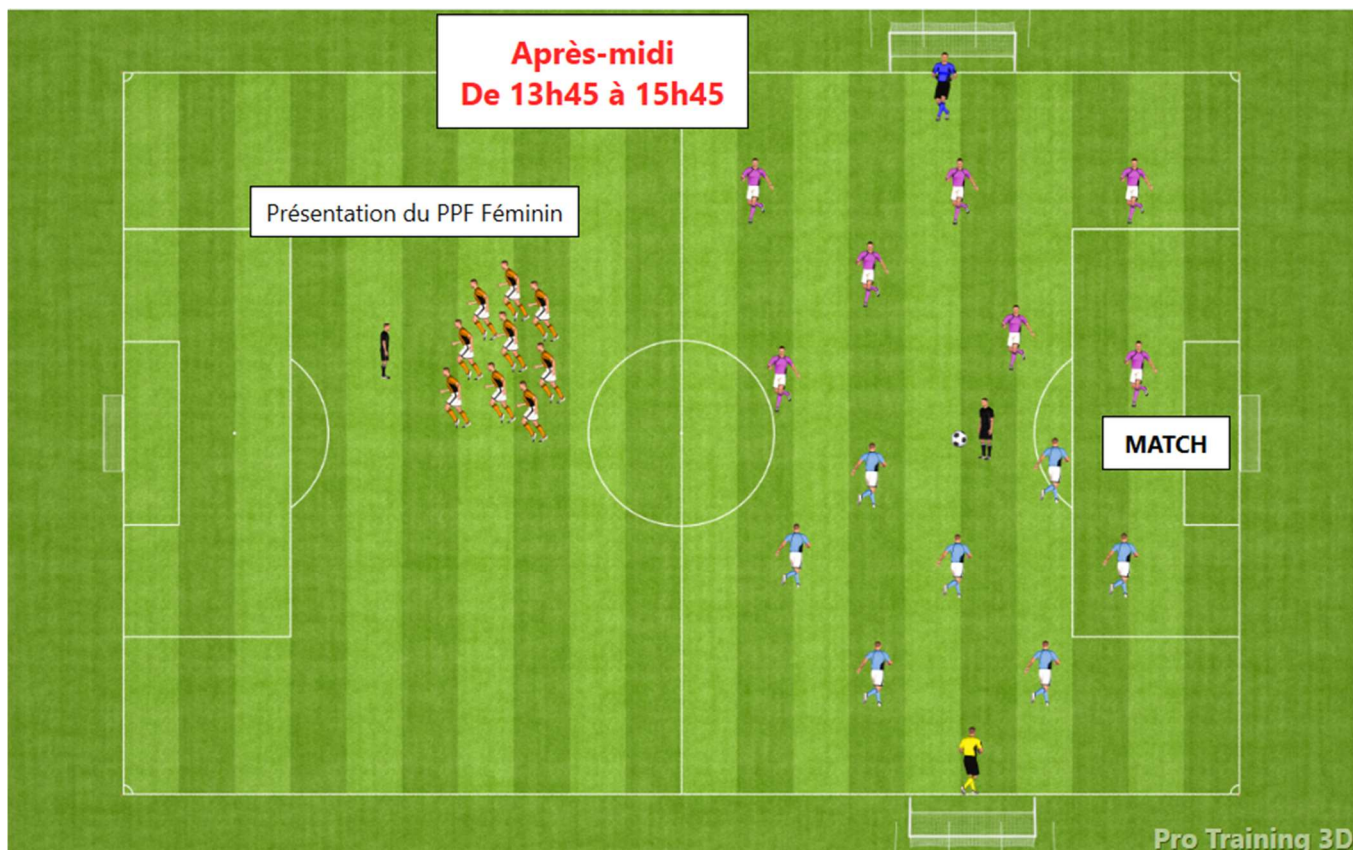 Après-midi
De 13h45 à 15h45
Présentation du PPF Féminin
MATCH
Pro Training 3D